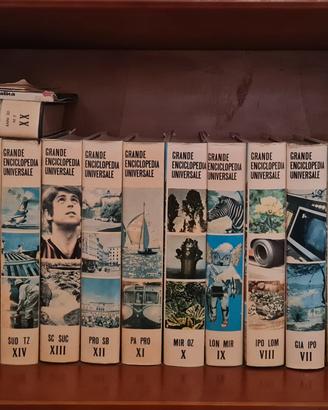 XX
GRANDE
ENCICLOPEDIA
UNIVERSALE
SUD TZ
XIV
GRANDE
ENCICLOPEDIA
UNIVERSALE
SC SUC
XIII
GRANDE
ENCICLOPEDIA
UNIVERSALE
PRO SB
XII
GRANDE
ENCICLOPEDIA
UNIVERSALE
PA PRO
XI
GRANDE
ENCICLOPEDIA
UNIVERSALE
MIR OZ
X
GRANDE
ENCICLOPEDIA
UNIVERSALE
LON MIR
IX
GRANDE
ENCICLOPEDIA
UNIVERSALE
IPO LOM
VIII
GRANDE
ENCICLOPEDIA
UNIVERSALE
GIA IPO
VII